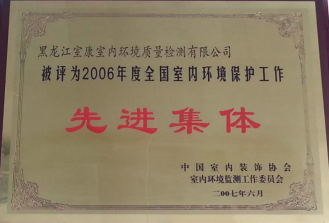 黑龙江室康室内环境质量检测有限公司
被评为2006年度全国室内环境保护工作
先进集体
中国室内装饰协会
室内环境监测工作委员会
二00七年六月